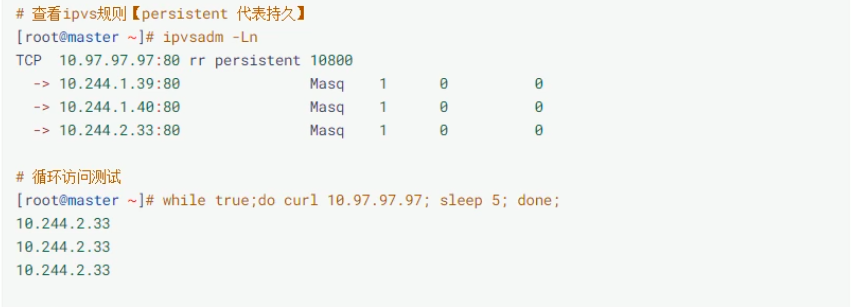 # 查看ipvs规则【persistent 代表持久】
[root@master ~]# ipvsadm -Ln
TCP  10.97.97.97:80 rr persistent 10800
  -> 10.244.1.39:80               Masq    1      0          0
  -> 10.244.1.40:80               Masq    1      0          0
  -> 10.244.2.33:80               Masq    1      0          0
# 循环访问测试
[root@master ~]# while true;do curl 10.97.97.97; sleep 5; done;
10.244.2.33
10.244.2.33
10.244.2.33